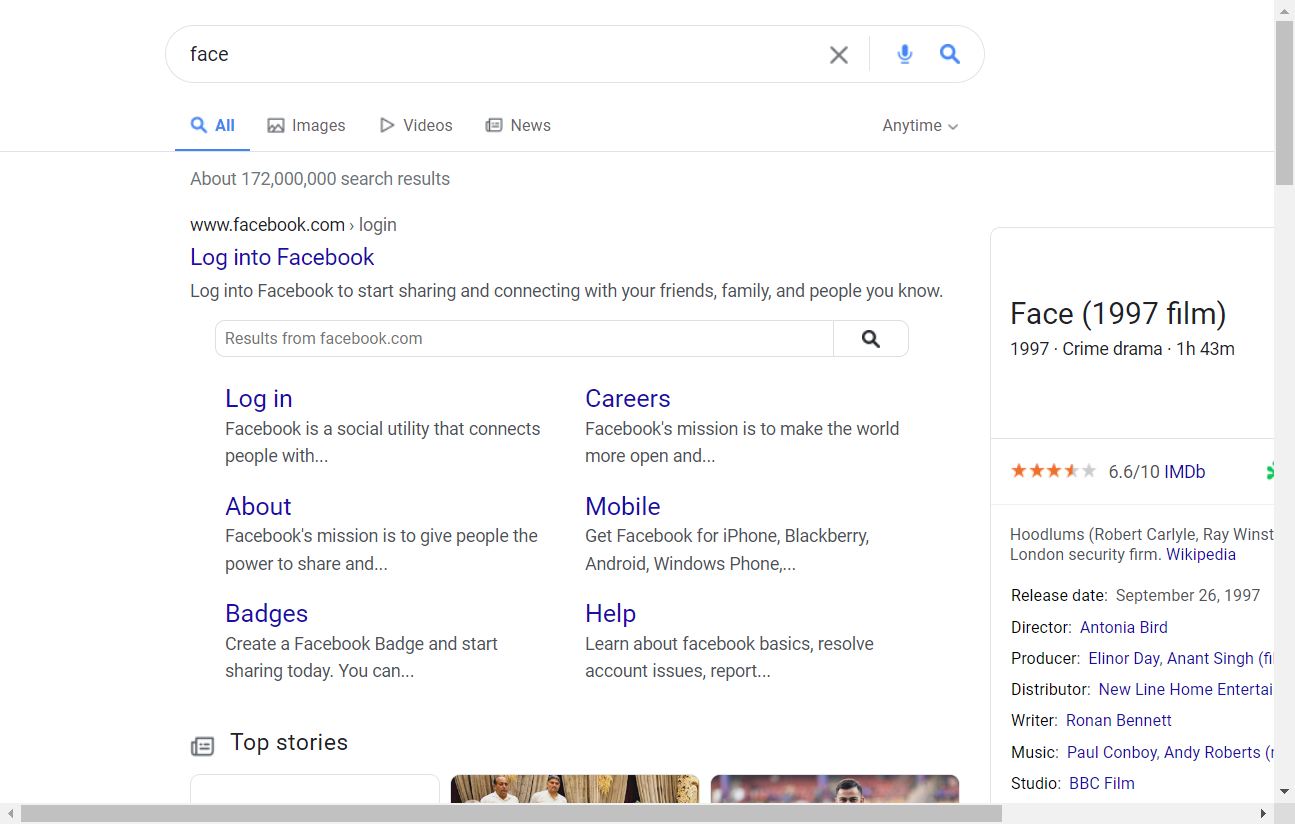 face
All Images Videos News Anytime
About 172,000,000 search results
www.facebook.com › login
Log into Facebook
Log into Facebook to start sharing and connecting with your friends, family, and people you know.
Results from facebook.com
Log in
Facebook is a social utility that connects
people with...
Careers
Facebook's mission is to make the world
more open and...
About
Facebook's mission is to give people the
power to share and...
Mobile
Get Facebook for iPhone, Blackberry,
Android, Windows Phone,...
Badges
Create a Facebook Badge and start
sharing today. You can...
Help
Learn about facebook basics, resolve
account issues, report...
Top stories
Face (1997 film)
1997 · Crime drama · 1h 43m
6.6/10 IMDb
Hoodlums (Robert Carlyle, Ray Winst
London security firm. Wikipedia
Release date: September 26, 1997
Director: Antonia Bird
Producer: Elinor Day, Anant Singh (fi
Distributor: New Line Home Entertai
Writer: Ronan Bennett
Music: Paul Conboy, Andy Roberts (
Studio: BBC Film